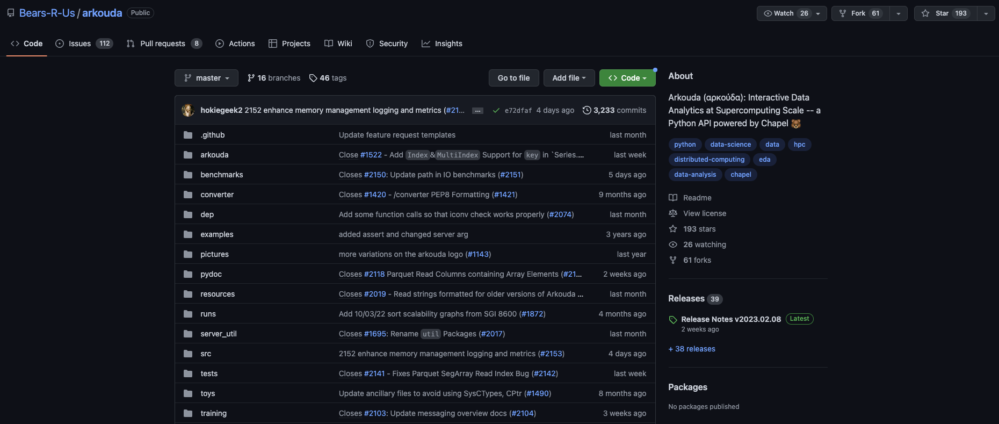 Bears-R-Us / arkouda Public
Watch 26 Fork 61 Star 193
Code Issues 112 Pull requests 8 Actions Projects Wiki Security Insights
master 16 branches 46 tags
Go to file Add file Code
hokiegeek2 2152 enhance memory management logging and metrics (#21... ... e72dfaf 4 days ago 3,233 commits
.github Update feature request templates last month
arkouda Close #1522 - Add Index&MultiIndex Support for key in `Series.... last week
benchmarks Closes #2150: Update path in IO benchmarks (#2151) 5 days ago
converter Closes #1420 - /converter PEP8 Formatting (#1421) 9 months ago
dep Add some function calls so that iconv check works properly (#2074) last month
examples added assert and changed server arg 3 years ago
pictures more variations on the arkouda logo (#1143) last year
pydoc Closes #2118 Parquet Read Columns containing Array Elements (#21... 2 weeks ago
resources Closes #2019 - Read strings formatted for older versions of Arkouda ... last month
runs Add 10/03/22 sort scalability graphs from SGI 8600 (#1872) 4 months ago
server_util Closes #1695: Rename util Packages (#2017) last month
src 2152 enhance memory management logging and metrics (#2153) 4 days ago
tests Closes #2141 - Fixes Parquet SegArray Read Index Bug (#2142) last week
toys Update ancillary files to avoid using SysCTypes, CPtr (#1490) 8 months ago
training Closes #2103: Update messaging overview docs (#2104) 3 weeks ago
About
Arkouda (αρκούδα): Interactive Data
Analytics at Supercomputing Scale -- a
Python API powered by Chapel 🐻
python data-science data hpc
distributed-computing eda
data-analysis chapel
Readme
View license
193 stars
26 watching
61 forks
Releases 39
Release Notes v2023.02.08 Latest
2 weeks ago
+ 38 releases
Packages
No packages published